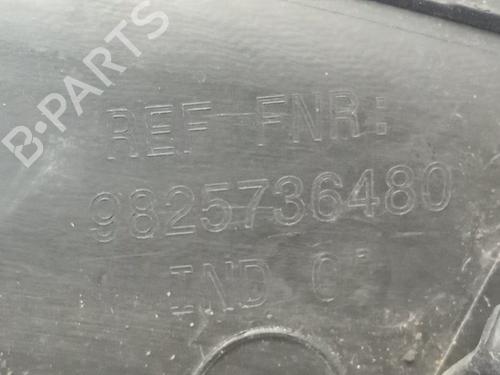 B-PARTS
REF FNR:
9825736480
IND